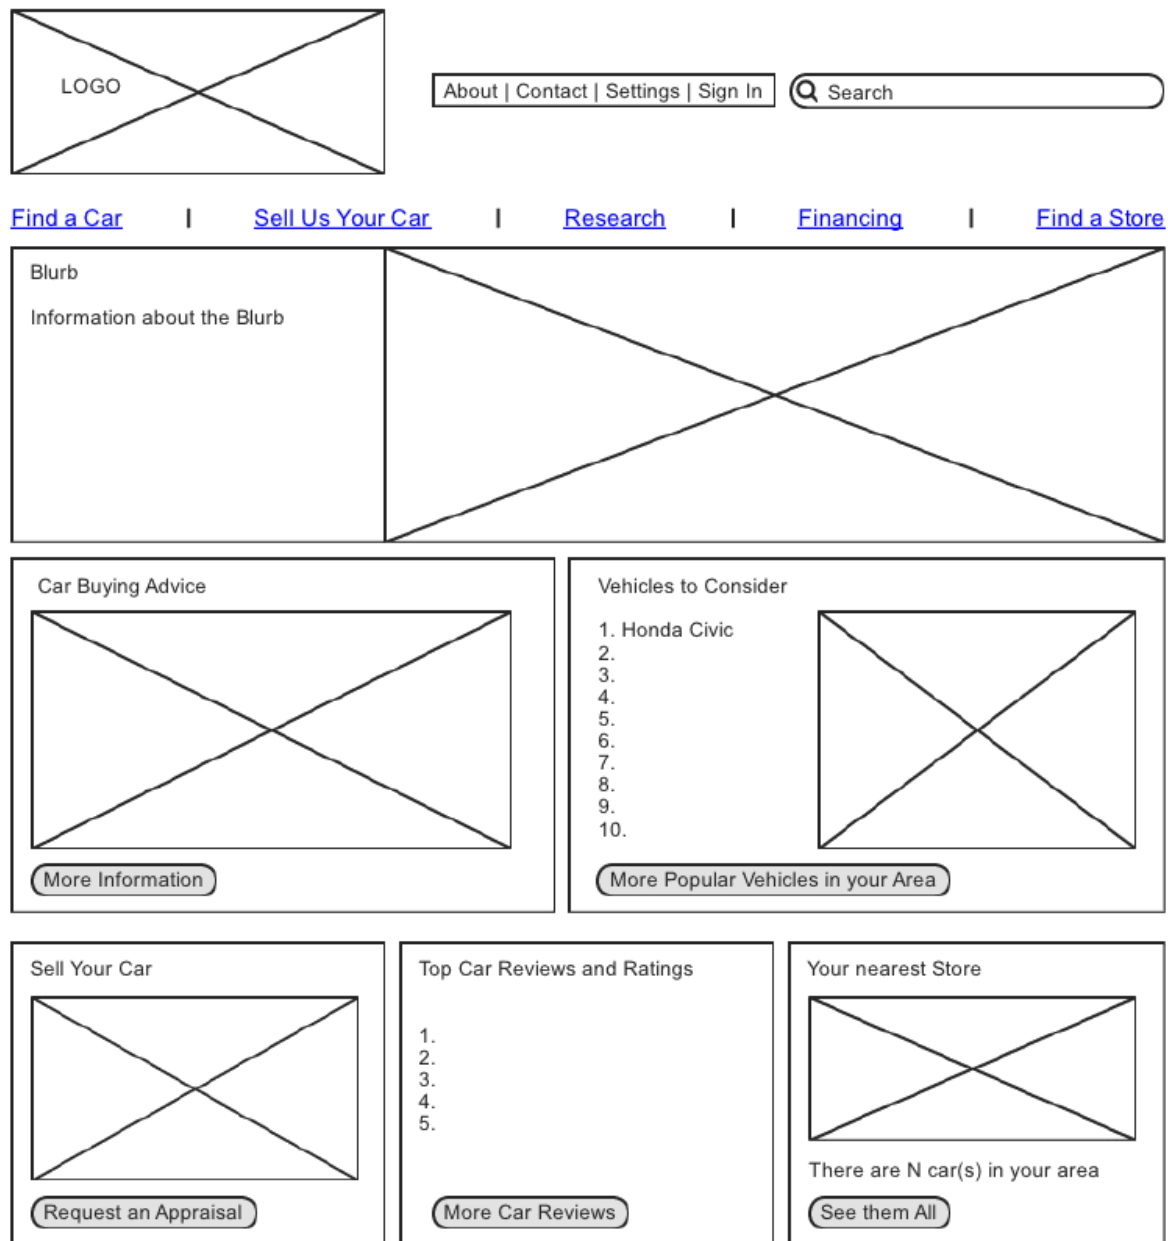 LOGO
About | Contact | Settings | Sign In
Search
Find a Car | Sell Us Your Car | Research | Financing | Find a Store
Blurb
Information about the Blurb
Car Buying Advice
More Information
Vehicles to Consider
1. Honda Civic
2.
3.
4.
5.
6.
7.
8.
9.
10.
More Popular Vehicles in your Area
Sell Your Car
Request an Appraisal
Top Car Reviews and Ratings
1.
2.
3.
4.
5.
More Car Reviews
Your nearest Store
There are N car(s) in your area
See them All